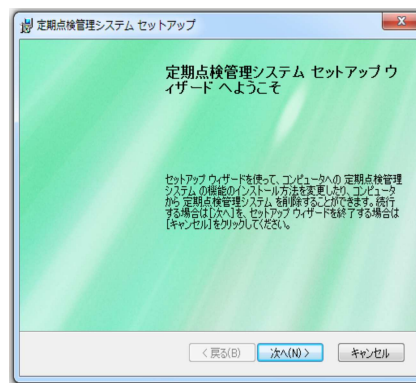 定期点検管理システム セットアップ
定期点検管理システム セットアップ ウ
ィザード へようこそ
セットアップ ウィザードを使って、コンピュータへの 定期点検管理
システム の機能のインストール方法を変更したり、コンピュータ
から 定期点検管理システム を削除することができます。続行
する場合は[次へ]を、セットアップ ウィザードを終了する場合は
[キャンセル]をクリックしてください。
< 戻る(B)
次へ(N) >
キャンセル